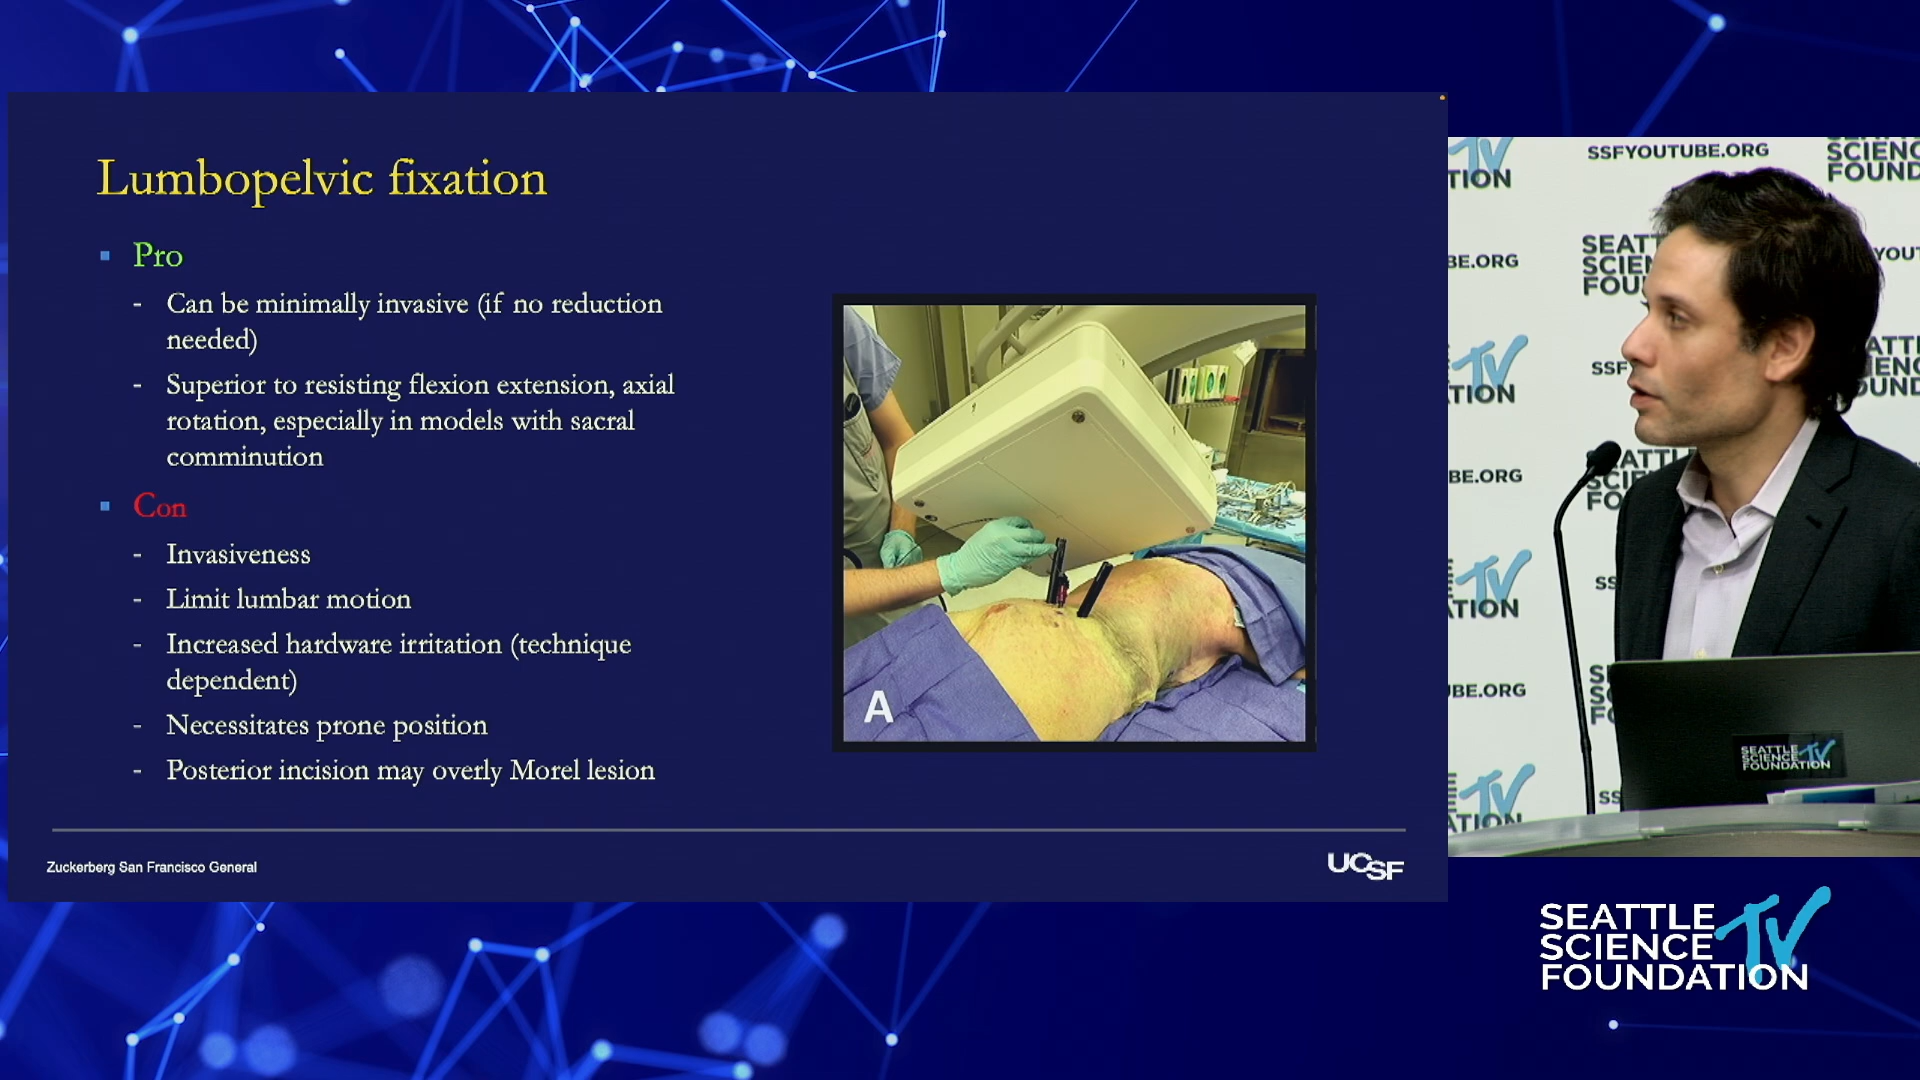 Lumbopelvic fixation
Pro
- Can be minimally invasive (if no reduction
needed)
- Superior to resisting flexion extension, axial
rotation, especially in models with sacral
comminution
Con
- Invasiveness
- Limit lumbar motion
- Increased hardware irritation (technique
dependent)
- Necessitates prone position
- Posterior incision may overly Morel lesion
A
Zuckerberg San Francisco General
UCSF
SSFYOUTUBE.ORG
SEATTLE
SCIENCE
FOUNDATION
TV
SEATTLE
SCIENCE
FOUNDATION
TV